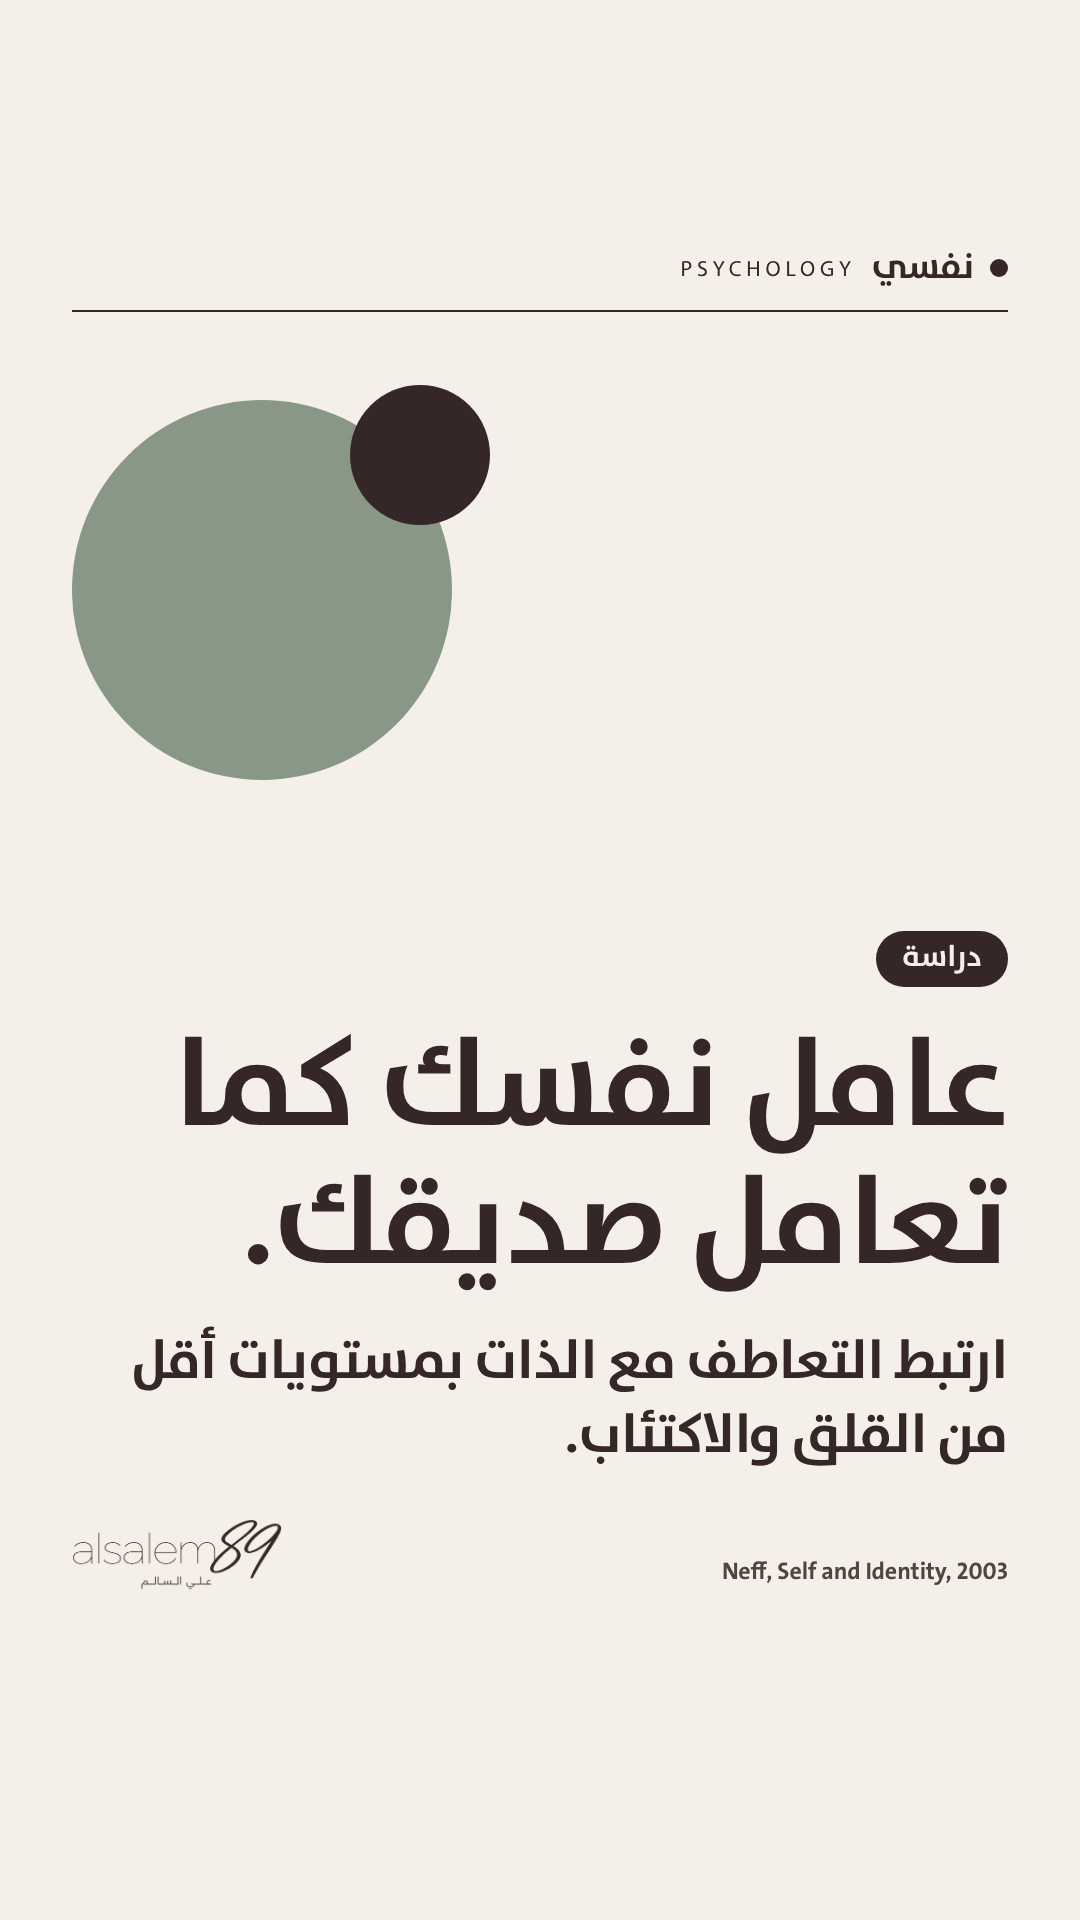 نفسي PSYCHOLOGY
دراسة
عامل نفسك كما
تعامل صديقك.
ارتبط التعاطف مع الذات بمستويات أقل
من القلق والاكتئاب.
Neff, Self and Identity, 2003
alsalem89
علي السالم